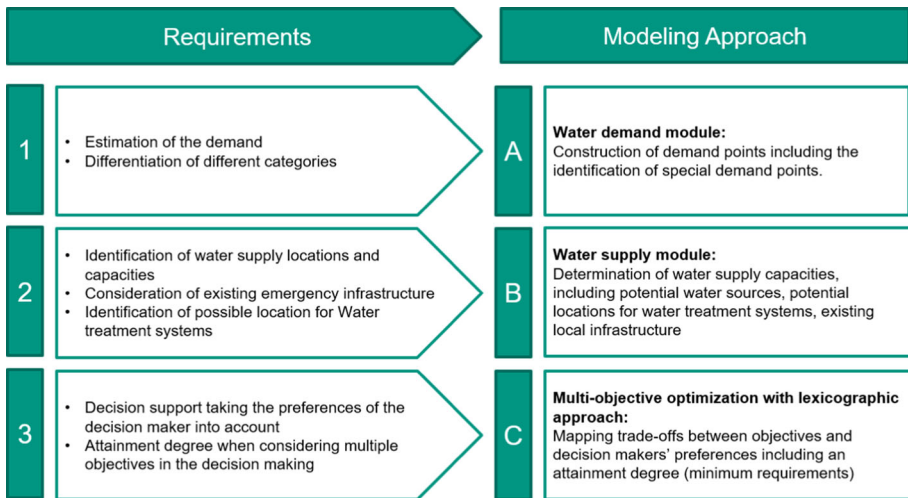 Requirements
Modeling Approach
1
• Estimation of the demand
• Differentiation of different categories
A
Water demand module:
Construction of demand points including the
identification of special demand points.
2
• Identification of water supply locations and
capacities
• Consideration of existing emergency infrastructure
• Identification of possible location for Water
treatment systems
B
Water supply module:
Determination of water supply capacities,
including potential water sources, potential
locations for water treatment systems, existing
local infrastructure
3
• Decision support taking the preferences of the
decision maker into account
• Attainment degree when considering multiple
objectives in the decision making
C
Multi-objective optimization with lexicographic
approach:
Mapping trade-offs between objectives and
decision makers’ preferences including an
attainment degree (minimum requirements)